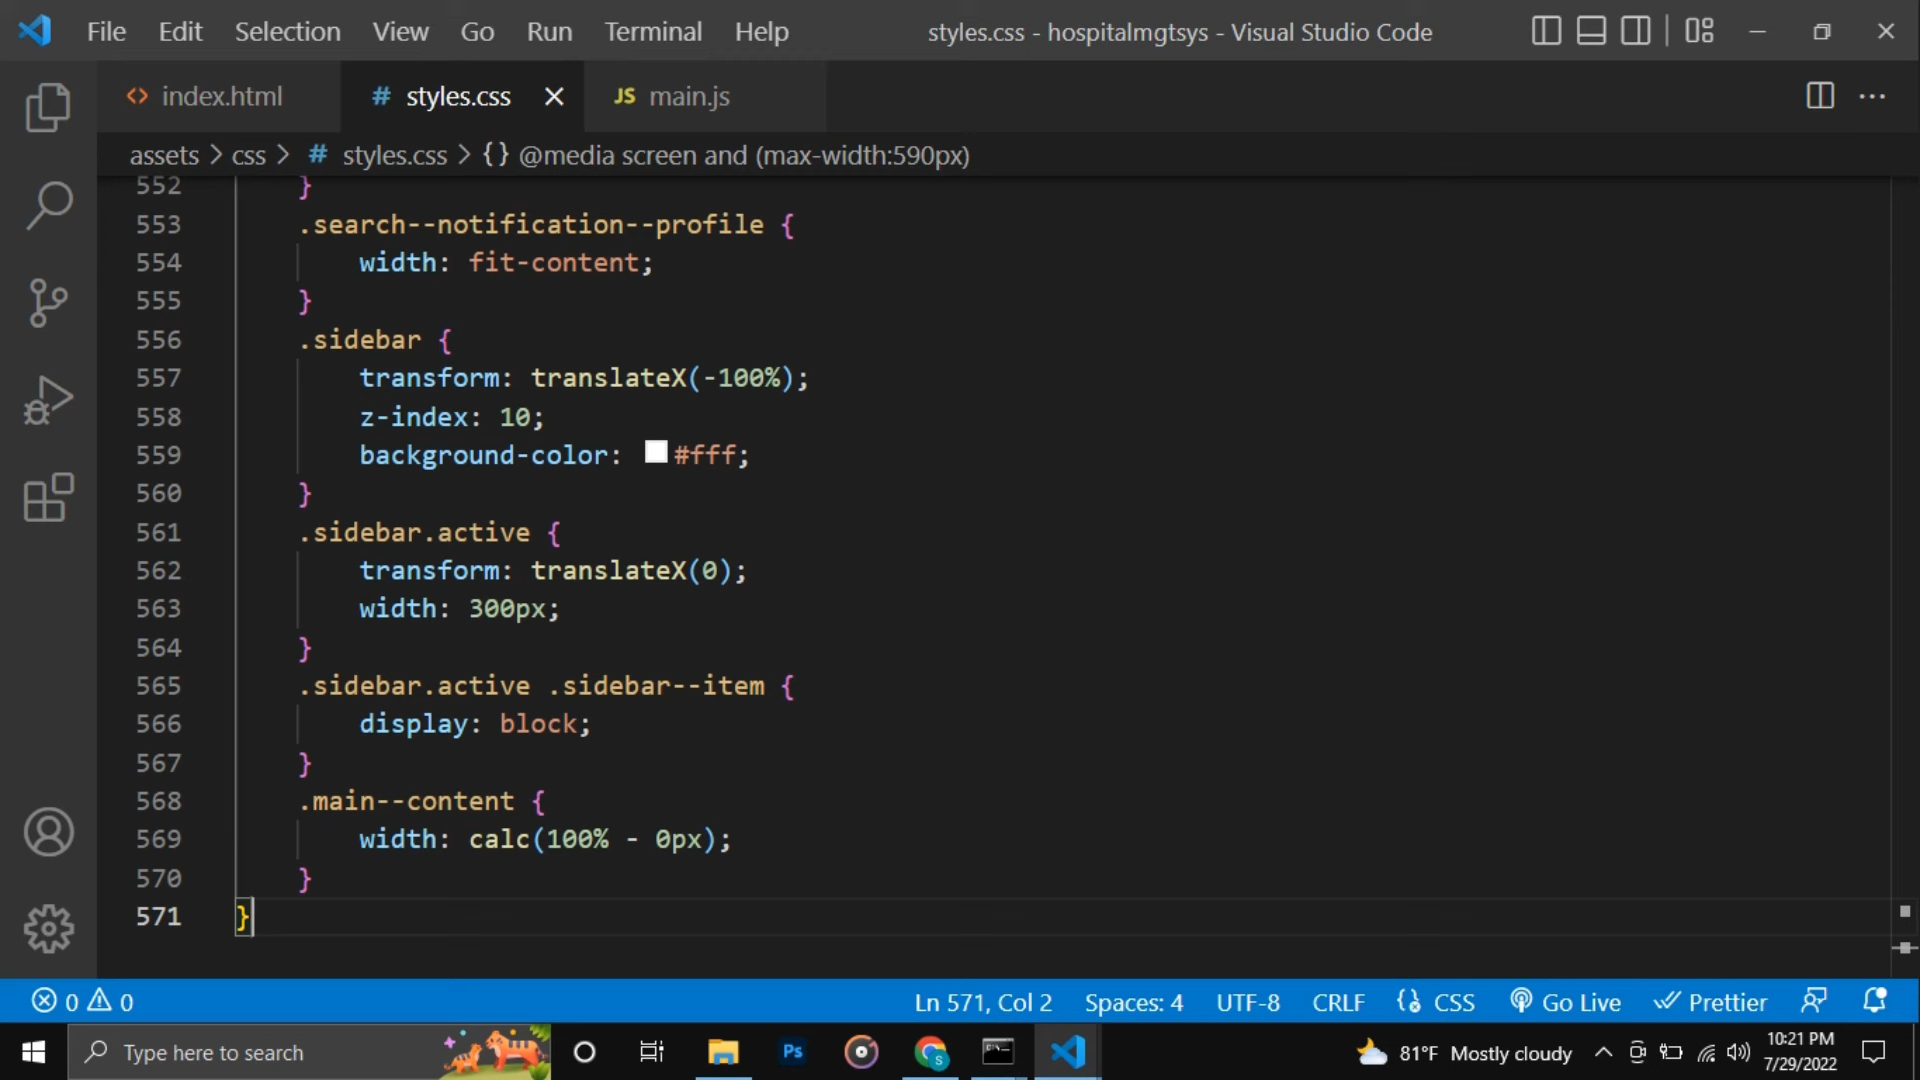 File Edit Selection View Go Run Terminal Help styles.css - hospitalmgtsys - Visual Studio Code
<> index.html # styles.css JS main.js ...
assets > css > # styles.css > {} @media screen and (max-width:590px)
552 }
553 .search--notification--profile {
554 width: fit-content;
555 }
556 .sidebar {
557 transform: translateX(-100%);
558 z-index: 10;
559 background-color: #fff;
560 }
561 .sidebar.active {
562 transform: translateX(0);
563 width: 300px;
564 }
565 .sidebar.active .sidebar--item {
566 display: block;
567 }
568 .main--content {
569 width: calc(100% - 0px);
570 }
571 }
0 0 Ln 571, Col 2 Spaces: 4 UTF-8 CRLF CSS Go Live Prettier
Type here to search Ps 81°F Mostly cloudy 10:21 PM
7/29/2022